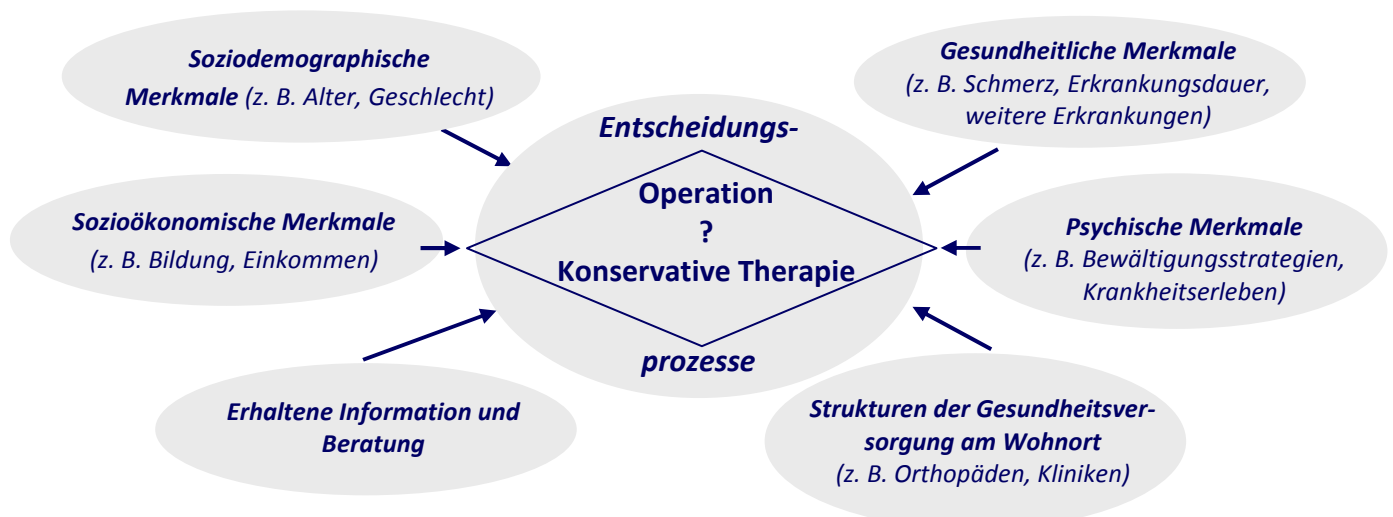 Soziodemographische
Merkmale (z. B. Alter, Geschlecht)
Gesundheitliche Merkmale
(z. B. Schmerz, Erkrankungsdauer,
weitere Erkrankungen)
Entscheidungs-
Operation
?
Konservative Therapie
prozesse
Sozioökonomische Merkmale
(z. B. Bildung, Einkommen)
Psychische Merkmale
(z. B. Bewältigungsstrategien,
Krankheitserleben)
Erhaltene Information und
Beratung
Strukturen der Gesundheitsver-
sorgung am Wohnort
(z. B. Orthopäden, Kliniken)